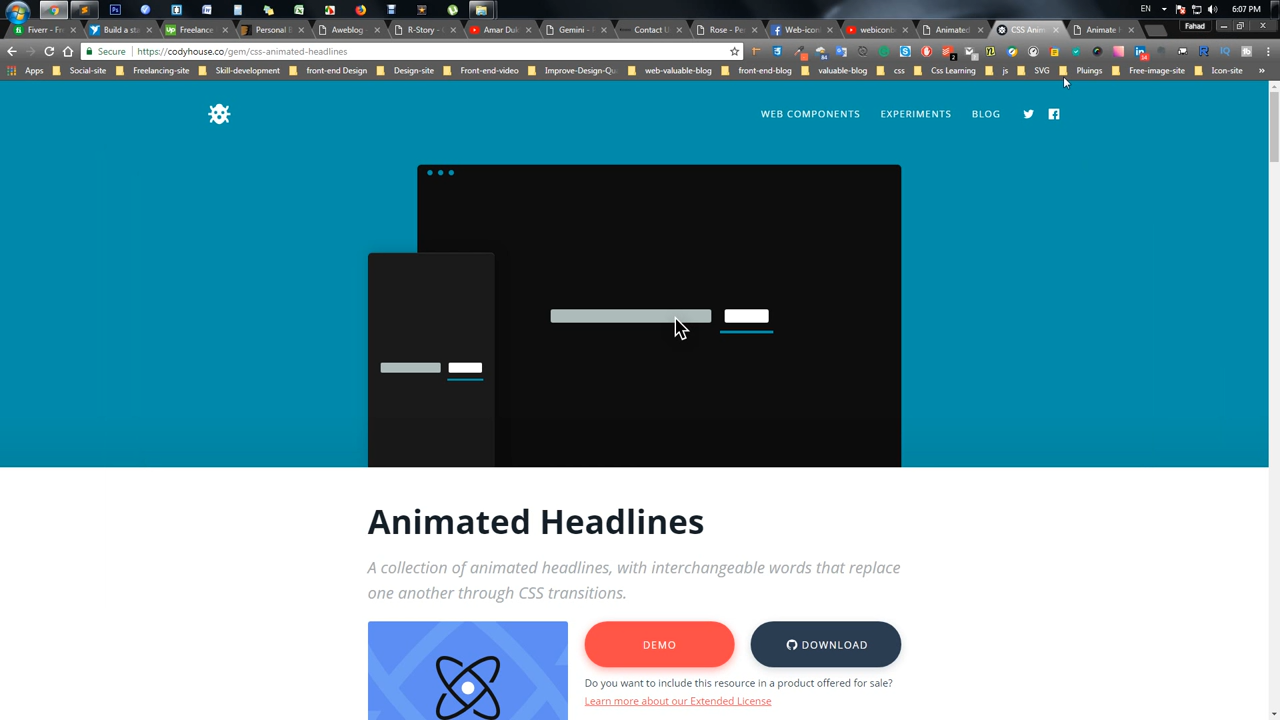 EN 6:07 PM
Fiverr - Fr Build a sta Freelance Personal B Aweblog R-Story - Amar Du Gemini - R Contact U Rose - Pe Web-icon webiconb Animated CSS Anim Animate Fahad
Secure https://codyhouse.co/gem/css-animated-headlines
Apps Social-site Freelancing-site Skill-development front-end Design Design-site Front-end-video Improve-Design-Qu web-valuable-blog front-end-blog valuable-blog css Css Learning js SVG Pluings Free-image-site Icon-site »
WEB COMPONENTS EXPERIMENTS BLOG
Animated Headlines
A collection of animated headlines, with interchangeable words that replace
one another through CSS transitions.
DEMO DOWNLOAD
Do you want to include this resource in a product offered for sale?
Learn more about our Extended License